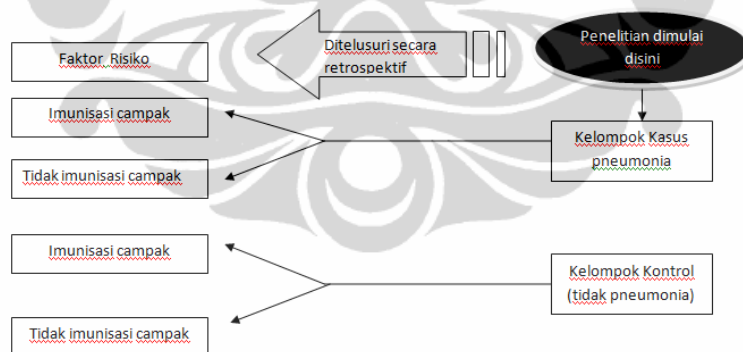 Faktor Risiko
Ditelusuri secara
retrospektif
Penelitian dimulai
disini
Imunisasi campak
Tidak imunisasi campak
Kelompok Kasus
pneumonia
Imunisasi campak
Tidak imunisasi campak
Kelompok Kontrol
(tidak pneumonia)